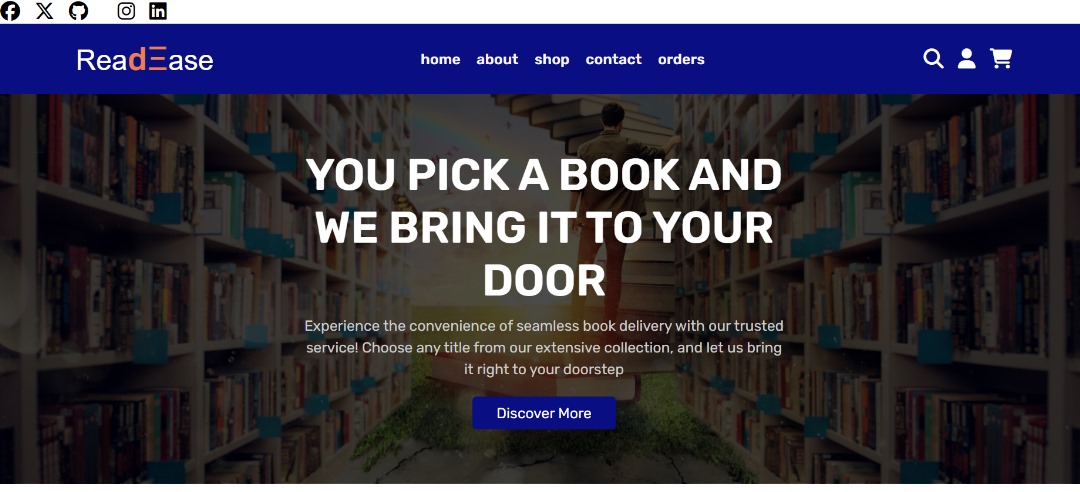 ReadEase
home about shop contact orders
YOU PICK A BOOK AND
WE BRING IT TO YOUR
DOOR
Experience the convenience of seamless book delivery with our trusted
service! Choose any title from our extensive collection, and let us bring
it right to your doorstep
Discover More